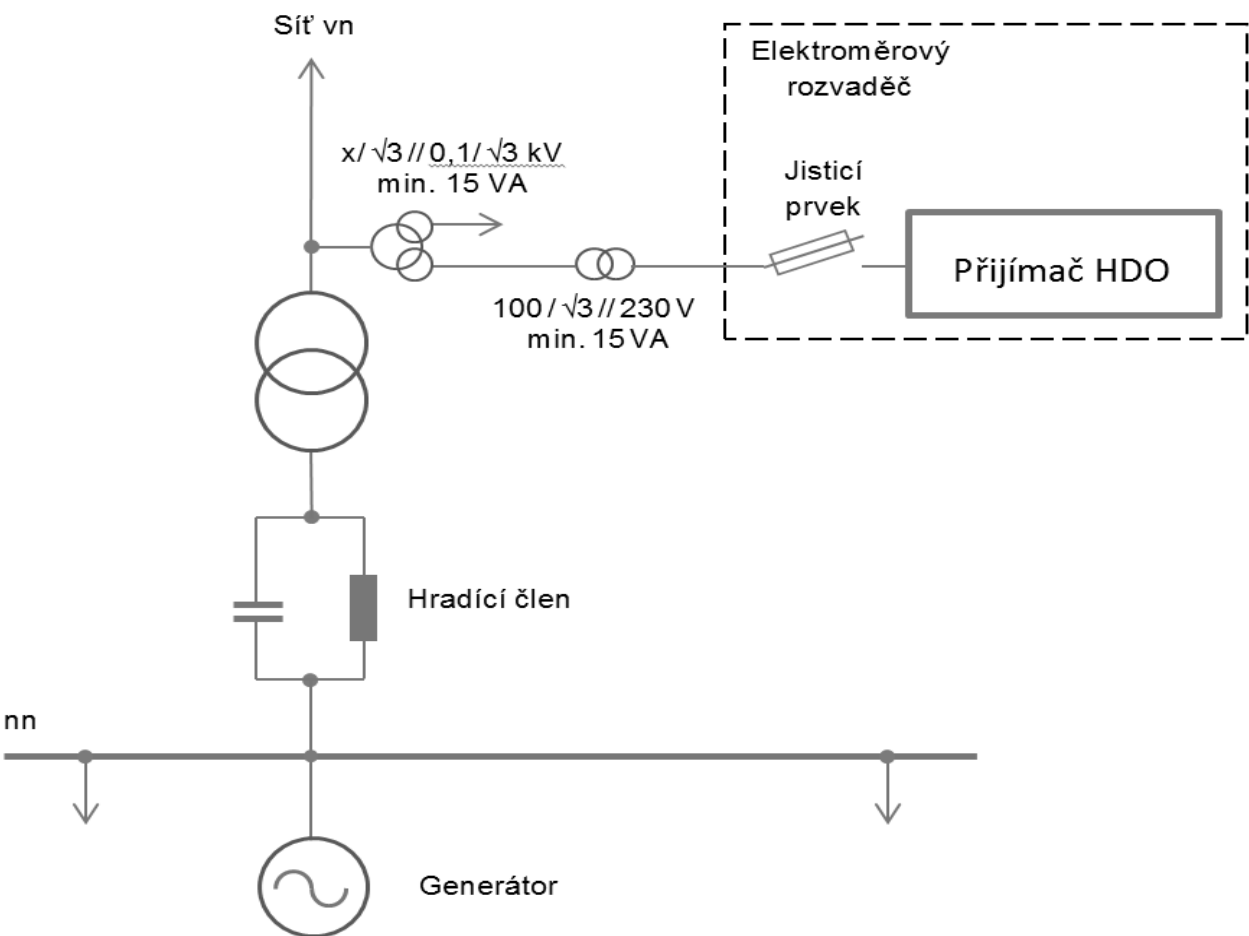 Síť vn
Elektroměrový
rozvaděč
x/ √3 // 0,1/ √3 kV
min. 15 VA
Jisticí
prvek
Přijímač HDO
100 / √3 // 230 V
min. 15 VA
Hradící člen
nn
Generátor